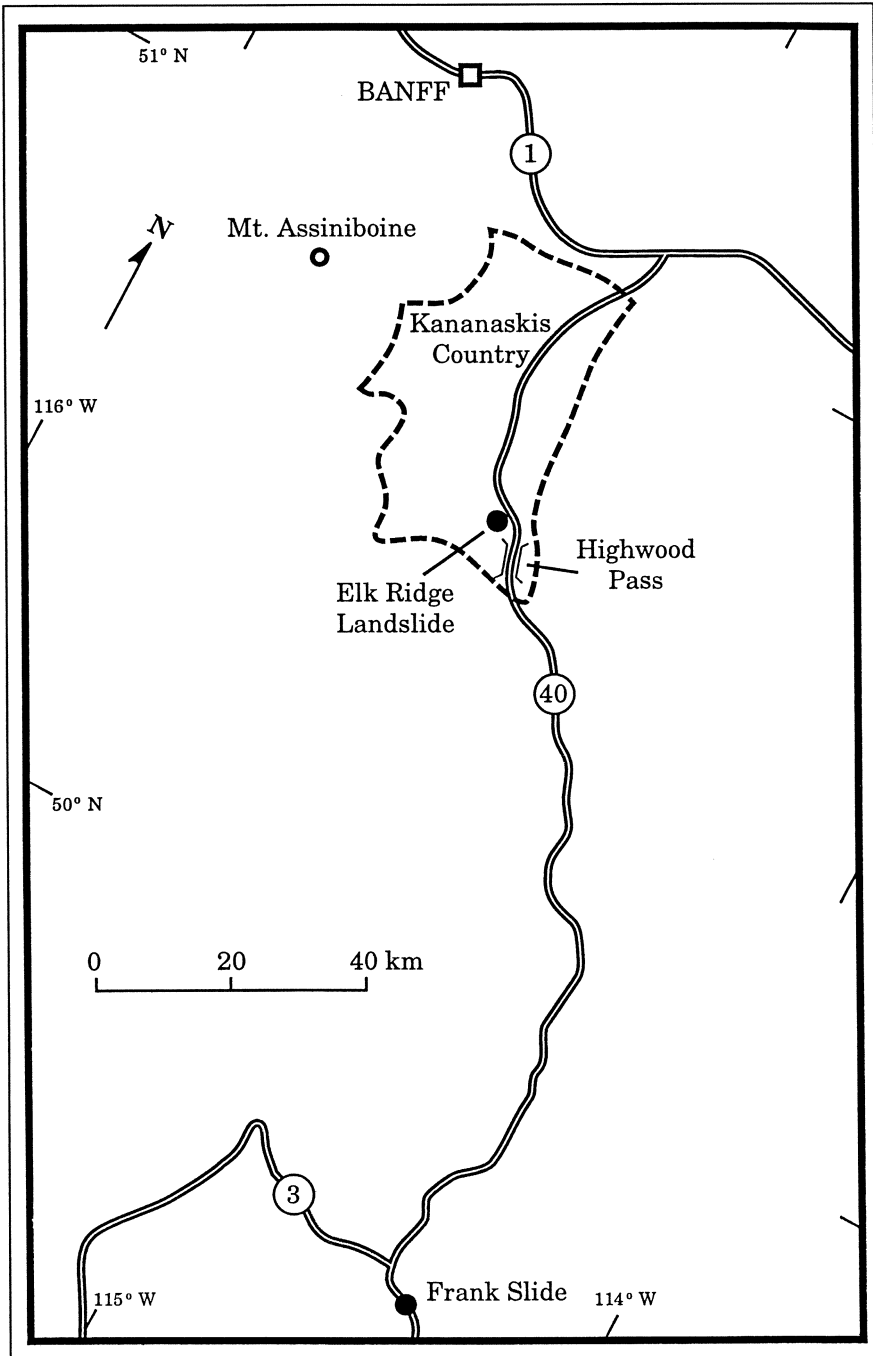 51° N
BANFF
1
N
Mt. Assiniboine
Kananaskis
Country
116° W
Highwood
Pass
Elk Ridge
Landslide
40
50° N
0 20 40 km
3
Frank Slide
115° W
114° W